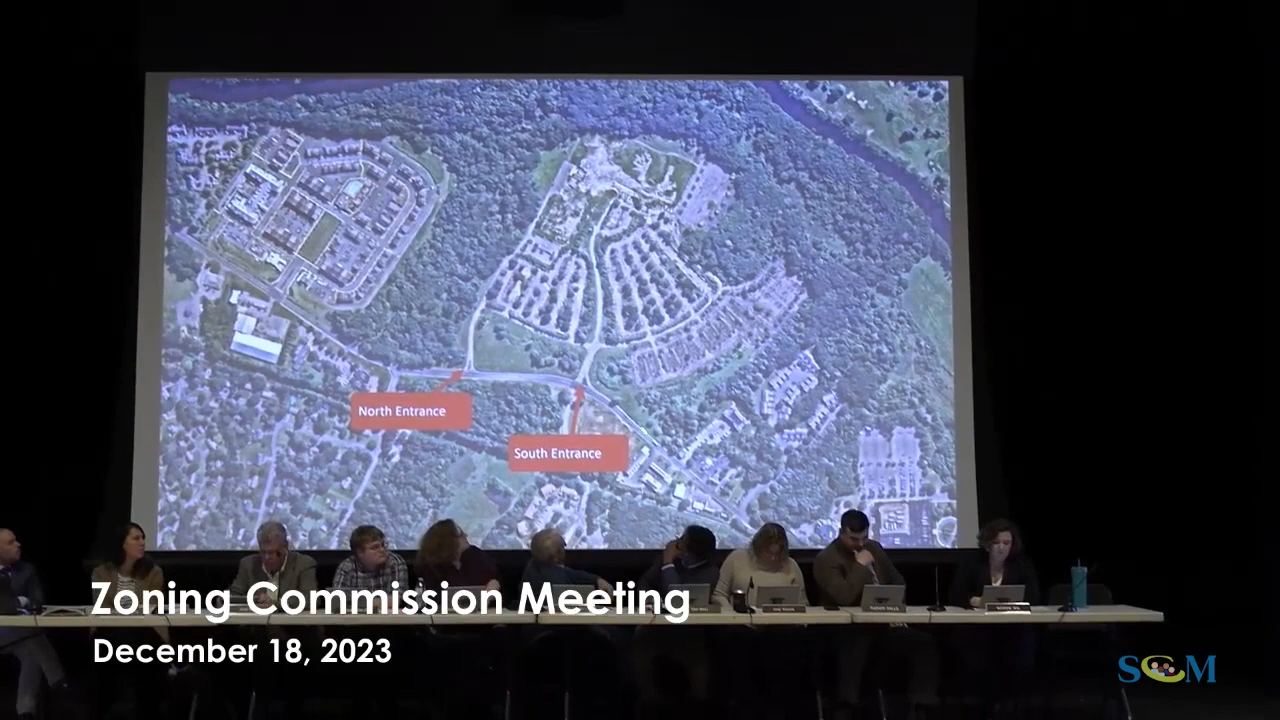 North Entrance
South Entrance
Zoning Commission Meeting
December 18, 2023
SCM